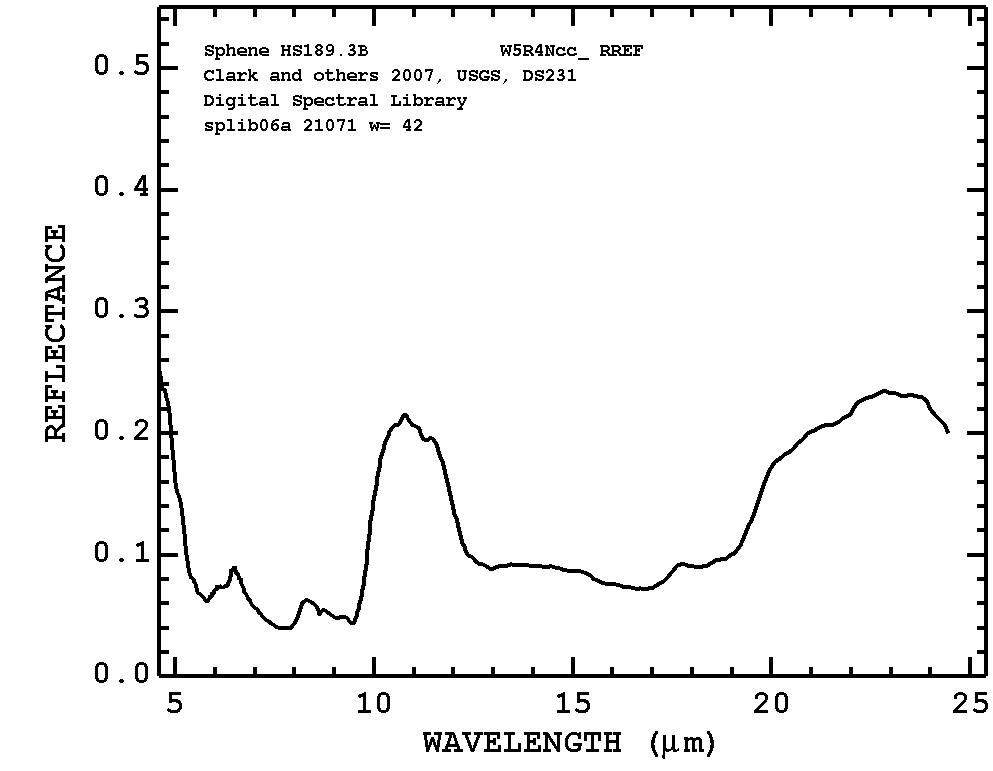 Sphene HS189.3B W5R4Ncc_ RREF
Clark and others 2007, USGS, DS231
Digital Spectral Library
splib06a 21071 w= 42
REFLECTANCE
0.5
0.4
0.3
0.2
0.1
0.0
5 10 15 20 25
WAVELENGTH (μm)